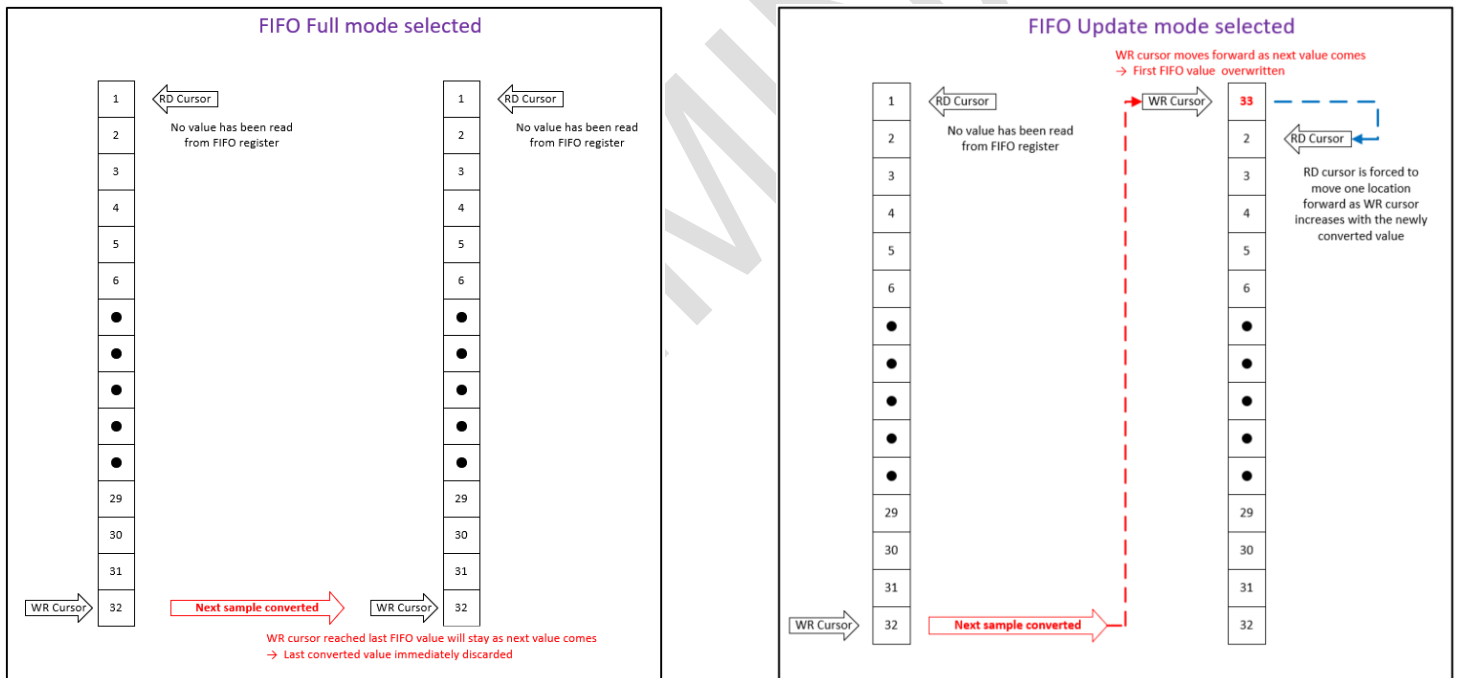 FIFO Full mode selected
1
RD Cursor
No value has been read
from FIFO register
2
3
4
5
6
29
30
31
WR Cursor
32
Next sample converted
1
RD Cursor
No value has been read
from FIFO register
2
3
4
5
6
29
30
31
WR Cursor
32
WR cursor reached last FIFO value will stay as next value comes
→ Last converted value immediately discarded
FIFO Update mode selected
WR cursor moves forward as next value comes
→ First FIFO value overwritten
1
RD Cursor
No value has been read
from FIFO register
2
3
4
5
6
29
30
31
WR Cursor
32
Next sample converted
WR Cursor
33
2
RD Cursor
RD cursor is forced to
move one location
forward as WR cursor
increases with the newly
converted value
3
4
5
6
29
30
31
32